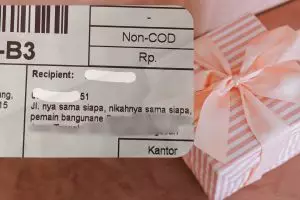 -
Non-COD
-B3
Rp.
Recipient:
ang,
51
15
Jl. nya sama siapa, nikahnya sama siapa,
pemain bangunane
Kantor